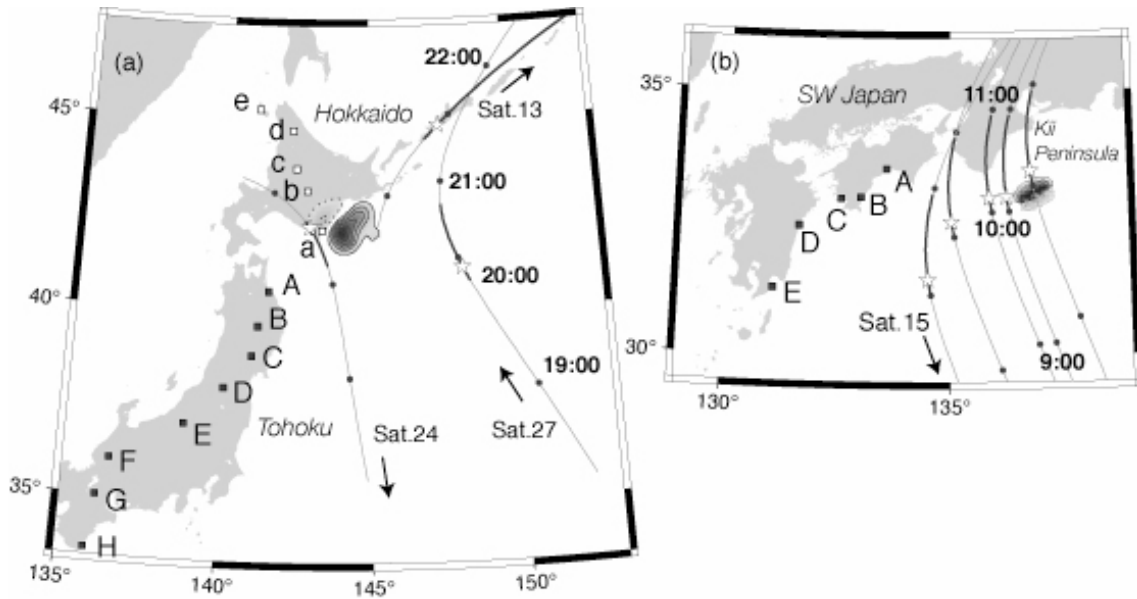 (a)
22:00
Sat.13
45°
e
Hokkaido
d
c
b
21:00
a
20:00
40°
A
B
C
19:00
D
E
Tohoku
Sat.24
Sat.27
F
35°
G
H
135°
140°
145°
150°
(b)
35°
SW Japan
11:00
Kii
Peninsula
A
C
B
D
10:00
E
Sat.15
30°
9:00
130°
135°